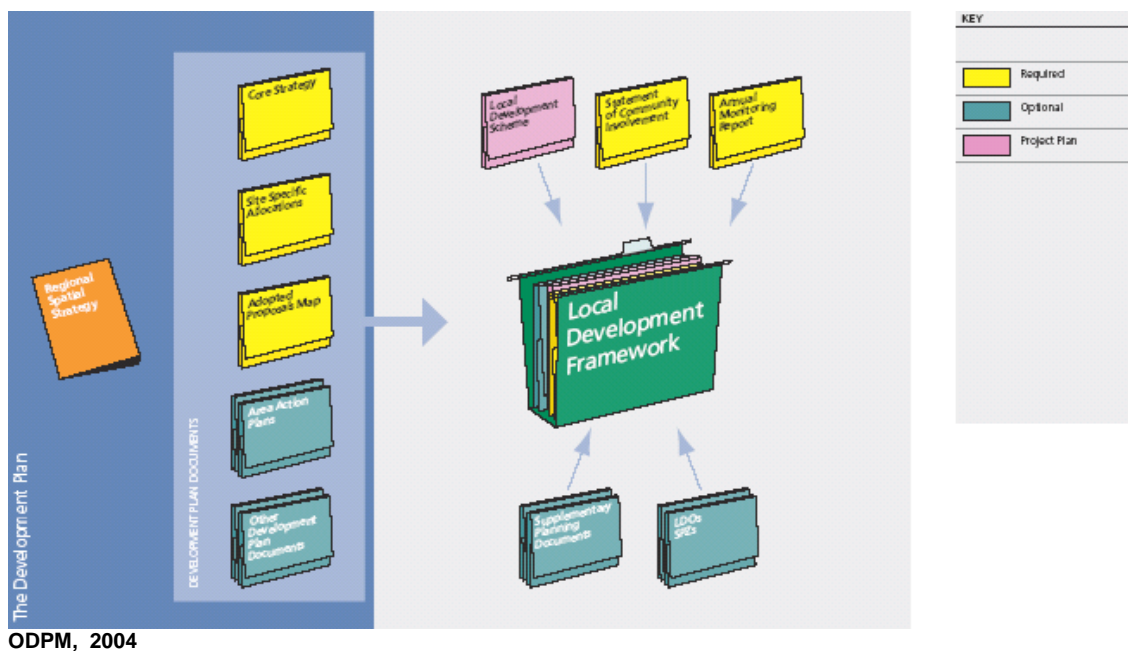 The Development Plan
Regional
Spatial
Strategy
DEVELOPMENT PLAN DOCUMENTS
Core Strategy
Site Specific
Allocations
Adopted
Proposals Map
Area Action
Plans
Other
Development
Plan
Documents
Local
Development
Scheme
Statement
of Community
Involvement
Annual
Monitoring
Report
Local
Development
Framework
Supplementary
Planning
Documents
LDOs
SPZs
KEY
Required
Optional
Project Plan
ODPM, 2004